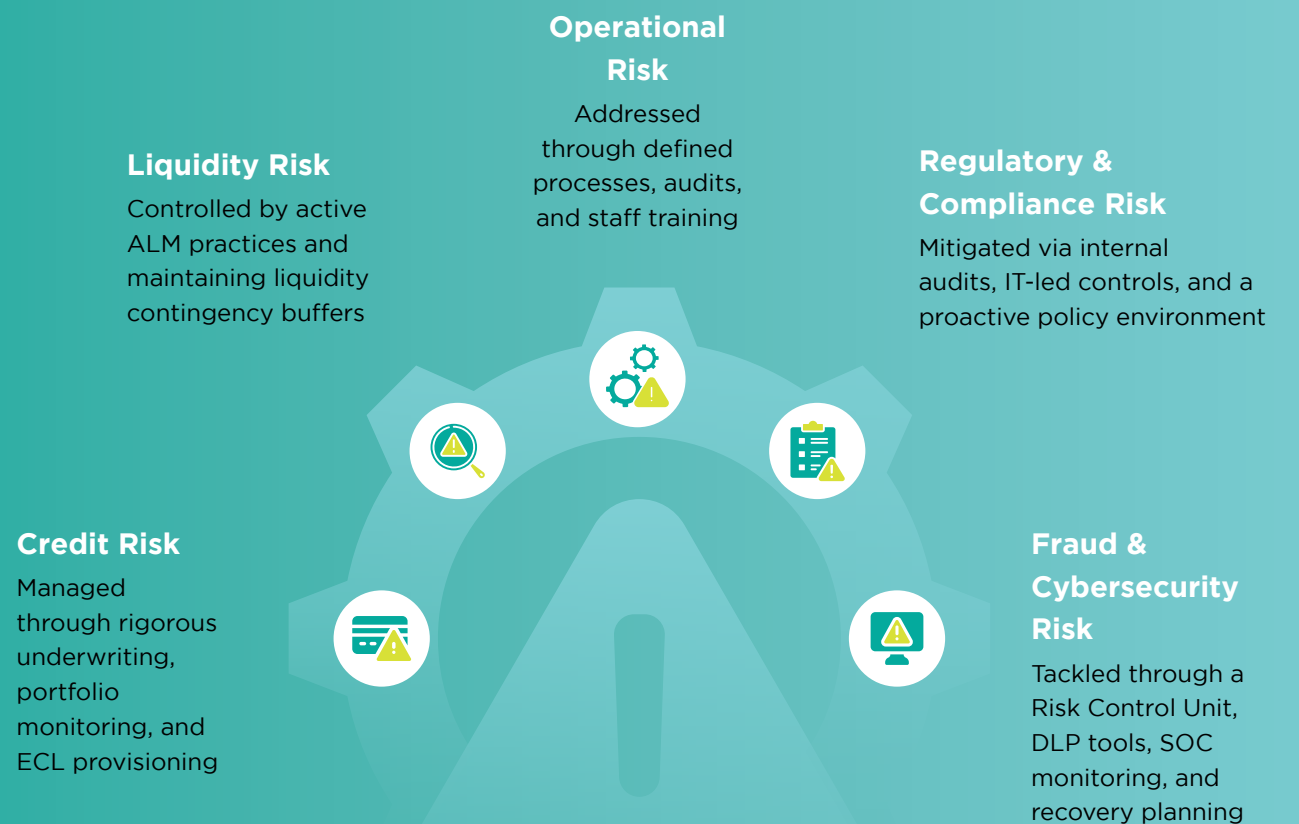 Operational
Risk
Addressed
through defined
processes, audits,
and staff training
Liquidity Risk
Controlled by active
ALM practices and
maintaining liquidity
contingency buffers
Regulatory &
Compliance Risk
Mitigated via internal
audits, IT-led controls, and a
proactive policy environment
Credit Risk
Managed
through rigorous
underwriting,
portfolio
monitoring, and
ECL provisioning
Fraud &
Cybersecurity
Risk
Tackled through a
Risk Control Unit,
DLP tools, SOC
monitoring, and
recovery planning